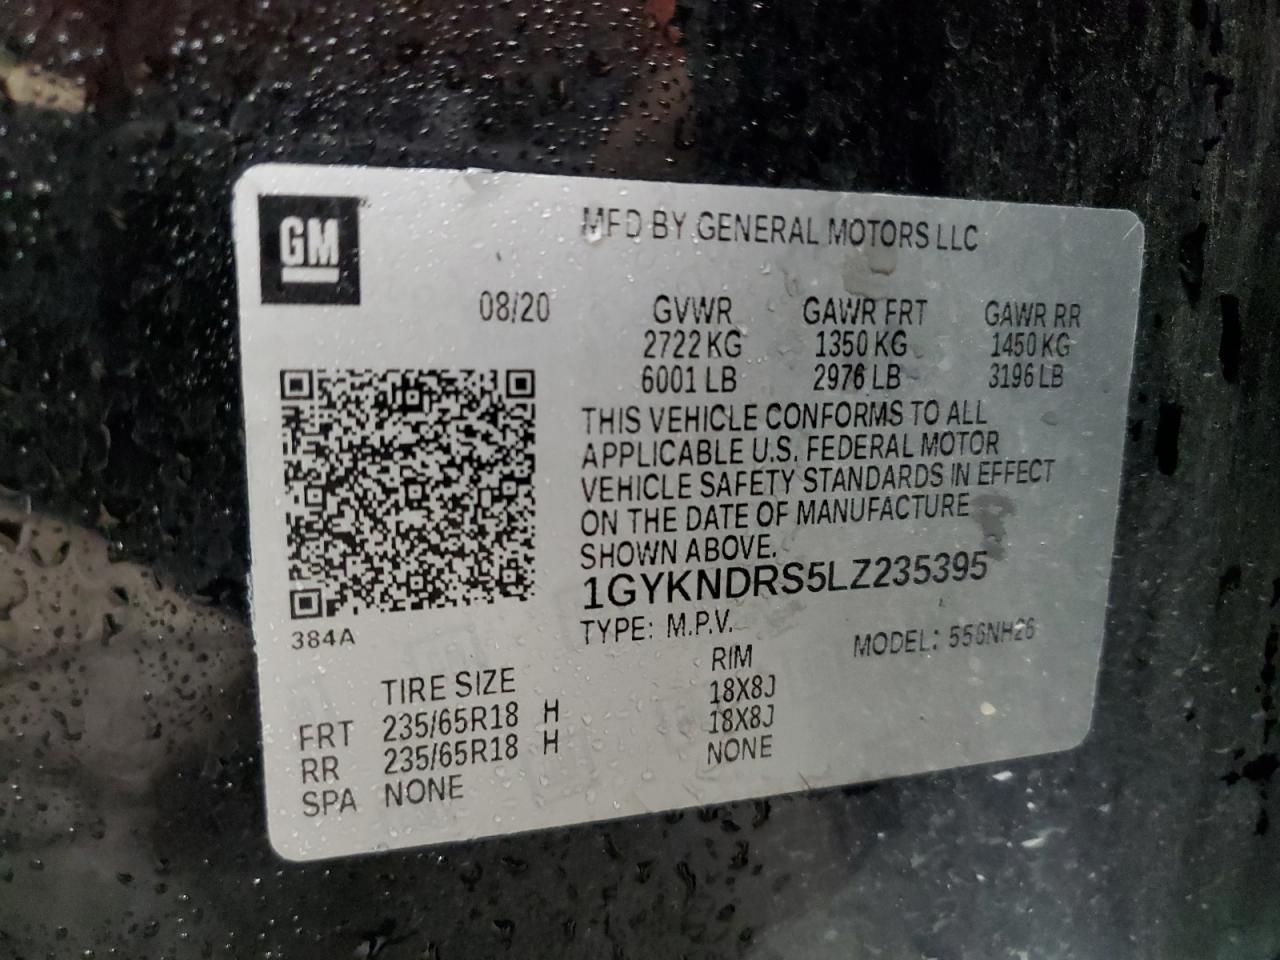 GM
MFD BY GENERAL MOTORS LLC
08/20 GVWR GAWR FRT GAWR RR
2722 KG 1350 KG 1450 KG
6001 LB 2976 LB 3196 LB
THIS VEHICLE CONFORMS TO ALL
APPLICABLE U.S. FEDERAL MOTOR
VEHICLE SAFETY STANDARDS IN EFFECT
ON THE DATE OF MANUFACTURE
SHOWN ABOVE.
1GYKNDRS5LZ235395
384A
TYPE: M.P.V. MODEL: 556NH26
TIRE SIZE RIM
FRT 235/65R18 H 18X8J
RR 235/65R18 H 18X8J
SPA NONE NONE